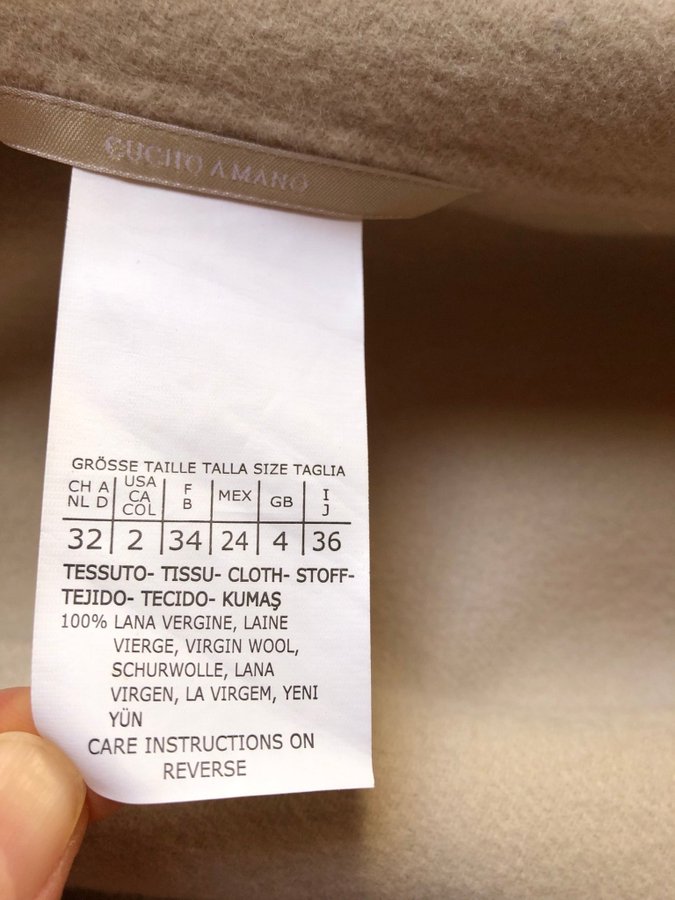 CUCITO A MANO
GRÖSSE TAILLE TALLA SIZE TAGLIA
CH A NL D | USA CA COL | F B | MEX | GB | I J
32 | 2 | 34 | 24 | 4 | 36
TESSUTO- TISSU- CLOTH- STOFF-
TEJIDO- TECIDO- KUMAŞ
100% LANA VERGINE, LAINE
VIERGE, VIRGIN WOOL,
SCHURWOLLE, LANA
VIRGEN, LA VIRGEM, YENI
YÜN
CARE INSTRUCTIONS ON
REVERSE